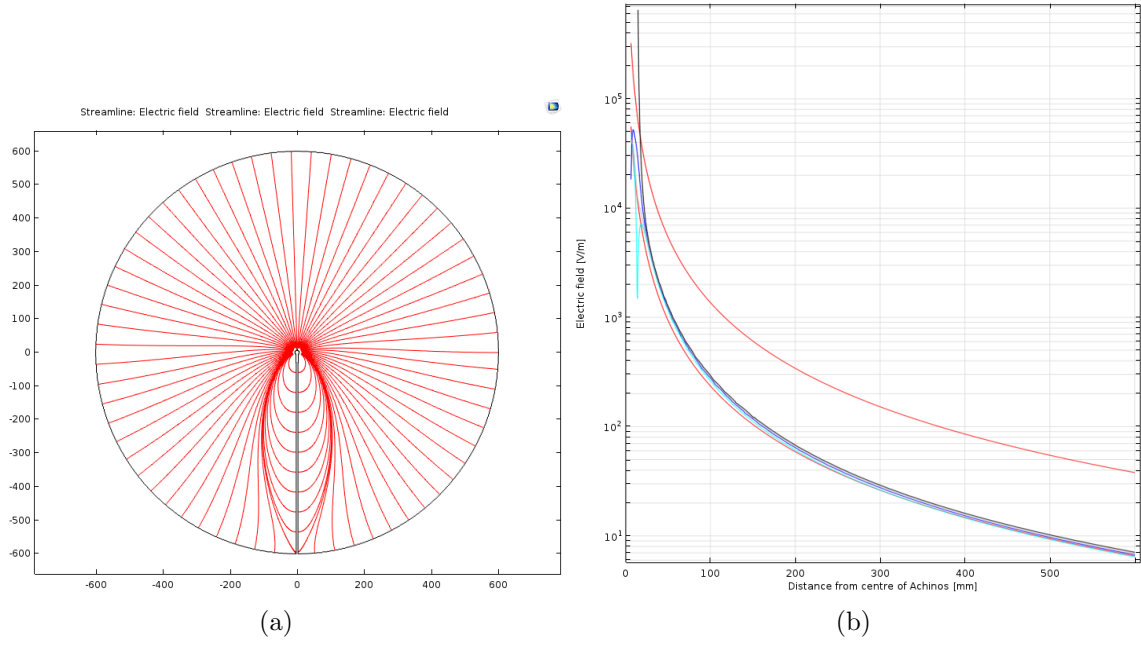 Streamline: Electric field  Streamline: Electric field  Streamline: Electric field
600
500
400
300
200
100
0
-100
-200
-300
-400
-500
-600
-600 -400 -200 0 200 400 600
(a)
Electric field [V/m]
10^5
10^4
10^3
10^2
10^1
0 100 200 300 400 500
Distance from centre of Achinos [mm]
(b)